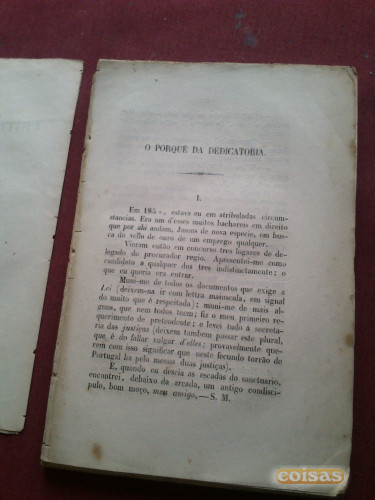 O PORQUÊ DA DEDICATORIA.
I.
Em 185*, estava eu em attribuladas circum-
stancias. Era um d'esses muitos bachareis em direito
que por ahi andam, Jasons de nova especie, em bus-
ca do vello de ouro de um emprego qualquer.
Vieram então em concurso tres logares de de-
legado do procurador regio. Apresentei-me como
candidato a qualquer dos tres indistinctamente; o
que eu queria era entrar.
Muni-me de todos os documentos que exige a
Lei (deixem-na ir com lettra maiuscula, em signal
do muito que é respeitada); muni-me de mais al-
guns, que nem todos teem; fiz o meu primeiro re-
querimento de pretendente; e levei tudo á secreta-
ria das justiças (deixem tambem passar este plural,
que é do fallar vulgar d'elles; provavelmente que-
rem com isso significar que neste fecundo torrão de
Portugal ha pelo menos duas justiças).
E, quando eu descia as escadas do sanctuario,
encontrei, debaixo da arcada, um antigo condisci-
pulo, bom moço, meu amigo,—S. M.
coisas